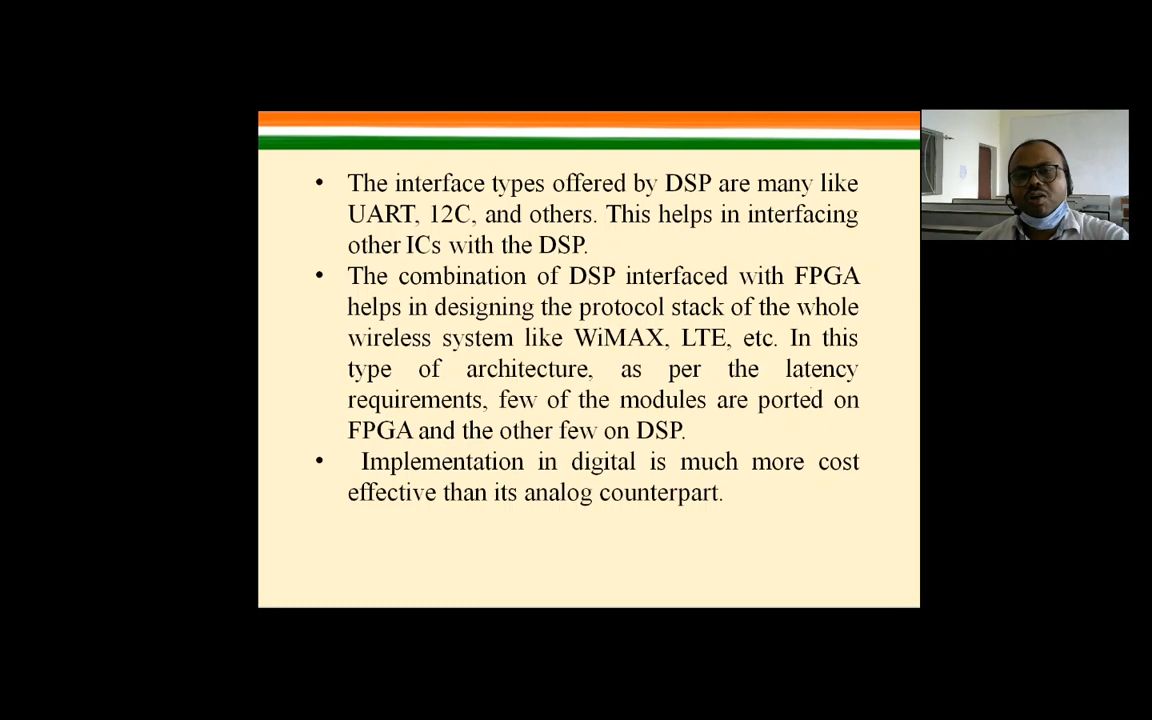 • The interface types offered by DSP are many like
UART, 12C, and others. This helps in interfacing
other ICs with the DSP.
• The combination of DSP interfaced with FPGA
helps in designing the protocol stack of the whole
wireless system like WiMAX, LTE, etc. In this
type of architecture, as per the latency
requirements, few of the modules are ported on
FPGA and the other few on DSP.
• Implementation in digital is much more cost
effective than its analog counterpart.